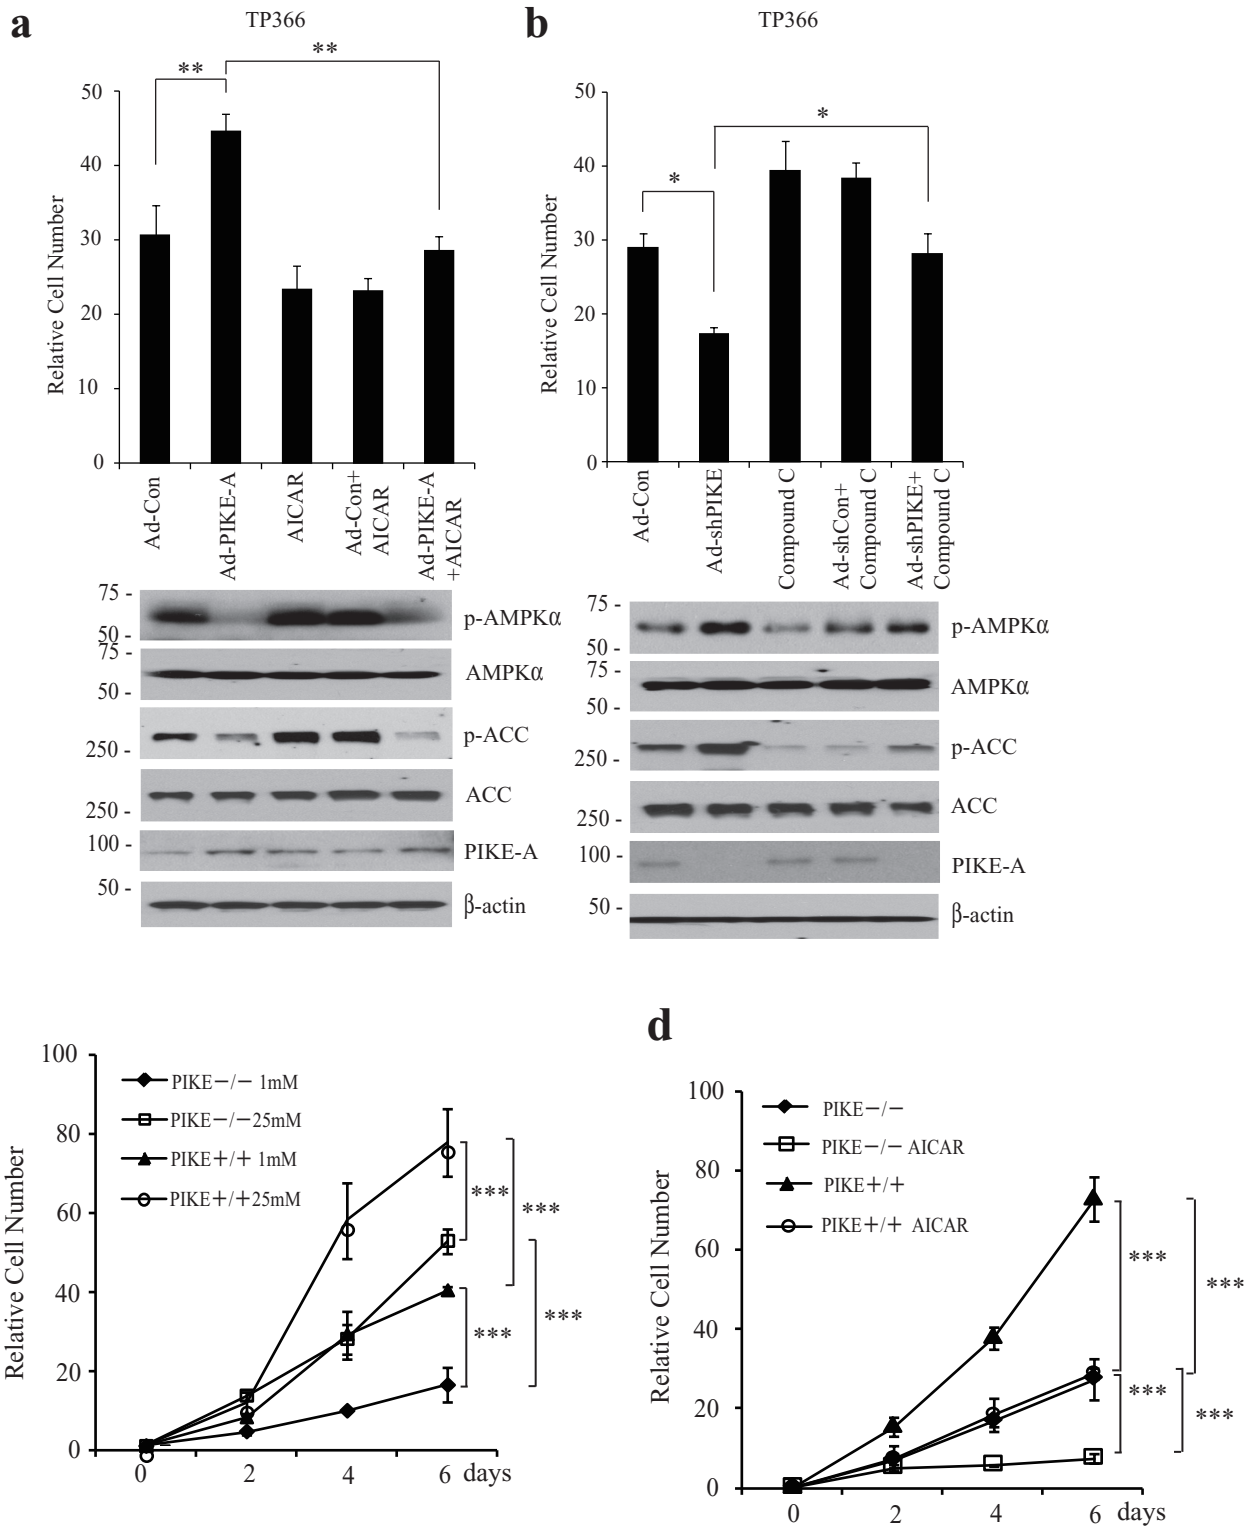 a
TP366
**
**
50
40
30
20
10
0
Relative Cell Number
Ad-Con
Ad-PIKE-A
AICAR
Ad-Con+
AICAR
Ad-PIKE-A
+AICAR
75 -
50 -
p-AMPKα
75 -
50 -
AMPKα
250 -
p-ACC
250 -
ACC
100 -
PIKE-A
50 -
β-actin
b
TP366
*
*
50
40
30
20
10
0
Relative Cell Number
Ad-Con
Ad-shPIKE
Compound C
Ad-shCon+
Compound C
Ad-shPIKE+
Compound C
75 -
50 -
p-AMPKα
75 -
50 -
AMPKα
250 -
p-ACC
250 -
ACC
100 -
PIKE-A
50 -
β-actin
100
80
60
40
20
0
Relative Cell Number
PIKE−/− 1mM
PIKE−/−25mM
PIKE+/+ 1mM
PIKE+/+25mM
***
***
***
***
0 2 4 6 days
d
100
80
60
40
20
0
Relative Cell Number
PIKE−/−
PIKE−/− AICAR
PIKE+/+
PIKE+/+ AICAR
***
***
***
***
0 2 4 6 days